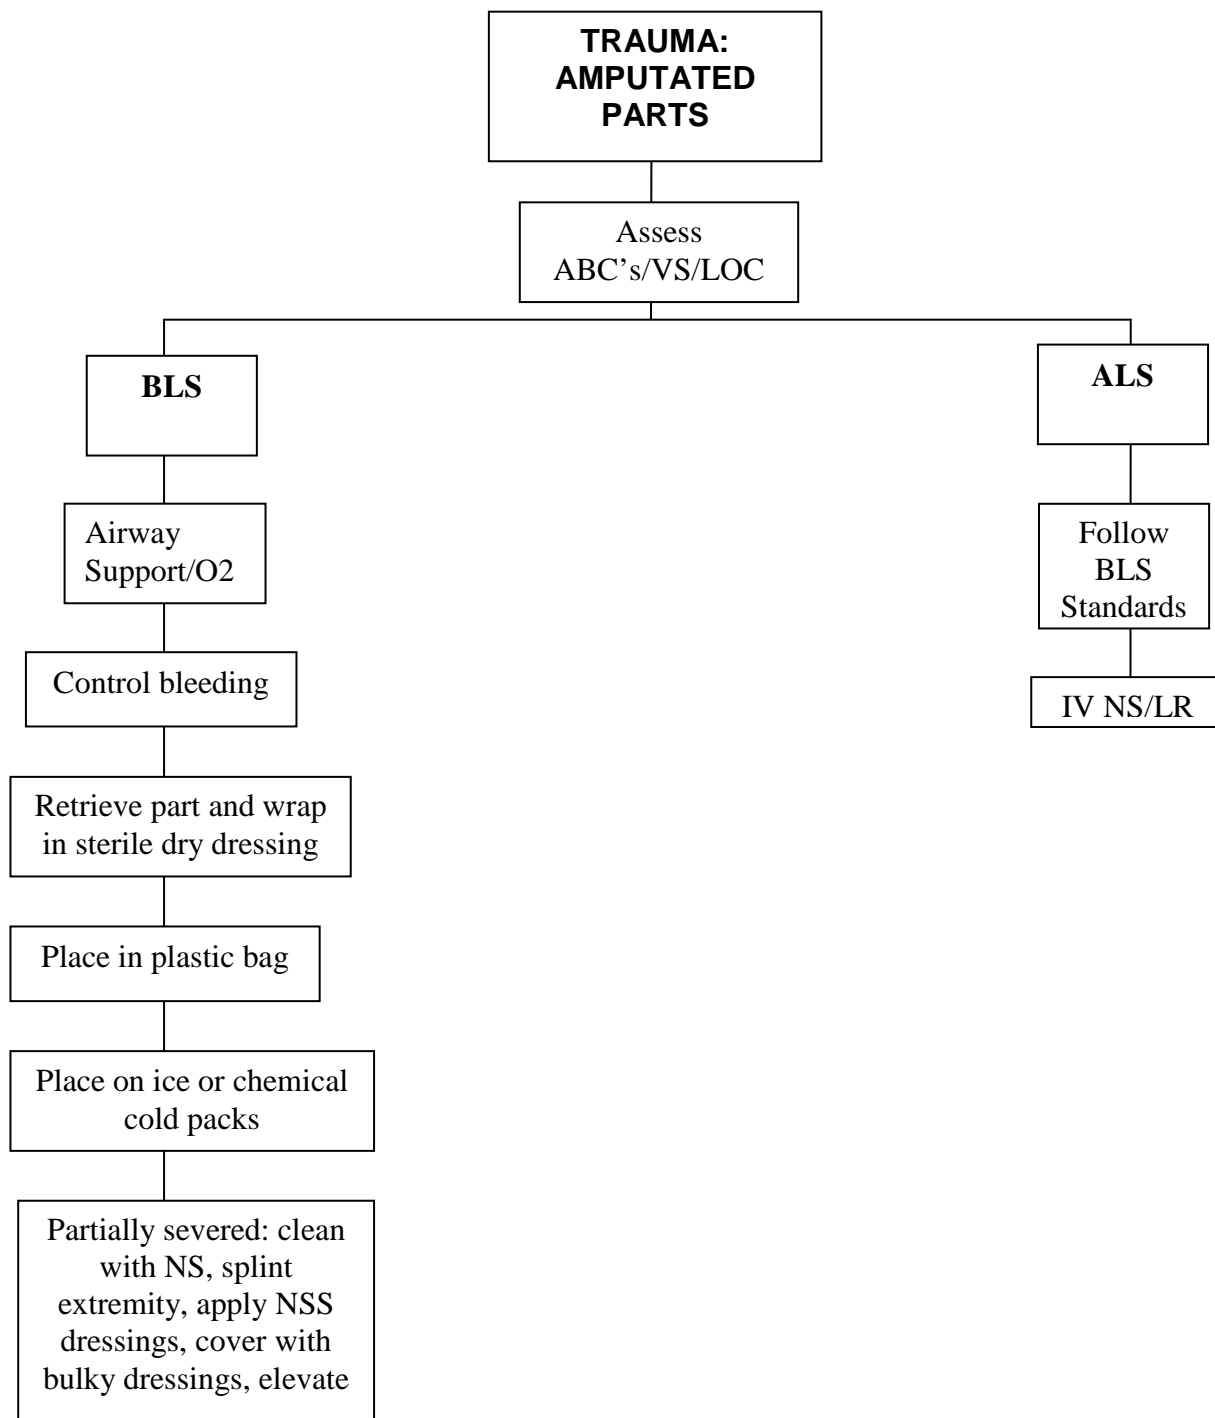 TRAUMA:
AMPUTATED
PARTS
Assess
ABC’s/VS/LOC
BLS
Airway
Support/O2
Control bleeding
Retrieve part and wrap
in sterile dry dressing
Place in plastic bag
Place on ice or chemical
cold packs
Partially severed: clean
with NS, splint
extremity, apply NSS
dressings, cover with
bulky dressings, elevate
ALS
Follow
BLS
Standards
IV NS/LR